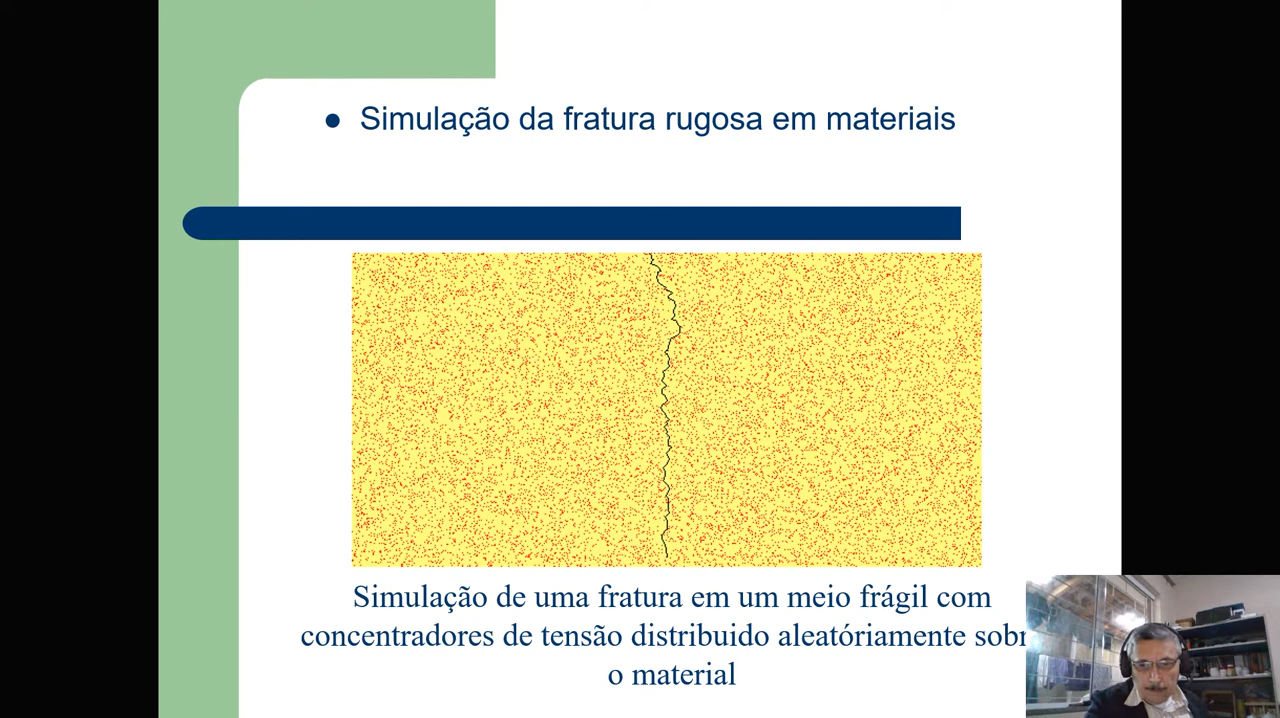 Simulação da fratura rugosa em materiais
Simulação de uma fratura em um meio frágil com
concentradores de tensão distribuido aleatóriamente sobr
o material